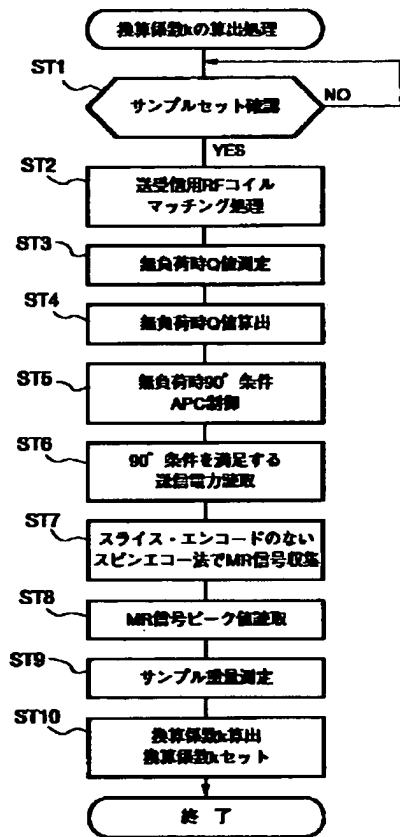 換算係数kの算出処理
ST1
サンプルセット確認
NO
YES
ST2
送受信用RFコイル
マッチング処理
ST3
無負荷時Q値測定
ST4
無負荷時Q値算出
ST5
無負荷時90°条件
APC制御
ST6
90°条件を満足する
送信電力読取
ST7
スライス・エンコードのない
スピンエコー法でMR信号収集
ST8
MR信号ピーク値読取
ST9
サンプル重量測定
ST10
換算係数k算出
換算係数kセット
終 了